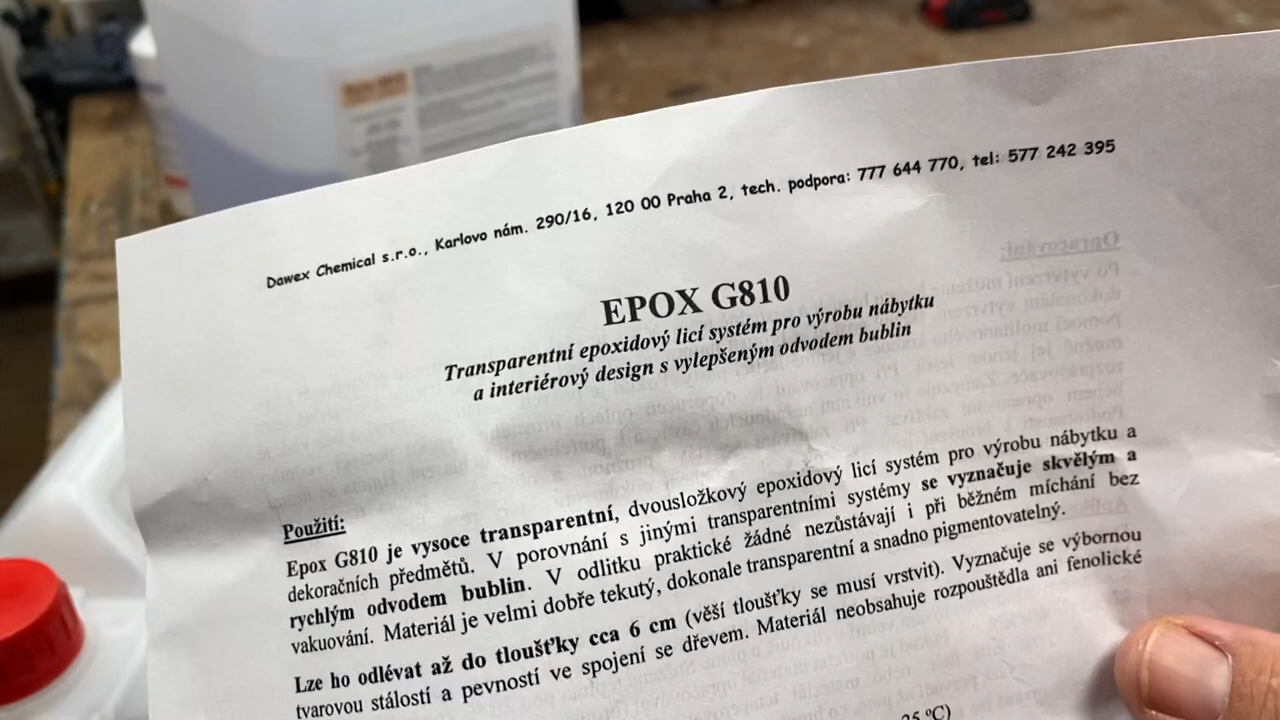 Dawex Chemical s.r.o., Karlovo nám. 290/16, 120 00 Praha 2, tech. podpora: 777 644 770, tel: 577 242 395
EPOX G810
Transparentní epoxidový licí systém pro výrobu nábytku
a interiérový design s vylepšeným odvodem bublin
Použití:
Epox G810 je vysoce transparentní, dvousložkový epoxidový licí systém pro výrobu nábytku a
dekoračních předmětů. V porovnání s jinými transparentními systémy se vyznačuje skvělým a
rychlým odvodem bublin. V odlitku praktické žádné nezůstávají i při běžném míchání bez
vakuování. Materiál je velmi dobře tekutý, dokonale transparentní a snadno pigmentovatelný.
Lze ho odlévat až do tloušťky cca 6 cm (věší tloušťky se musí vrstvit). Vyznačuje se výbornou
tvarovou stálostí a pevností ve spojení se dřevem. Materiál neobsahuje rozpouštědla ani fenolické
25 ºC)